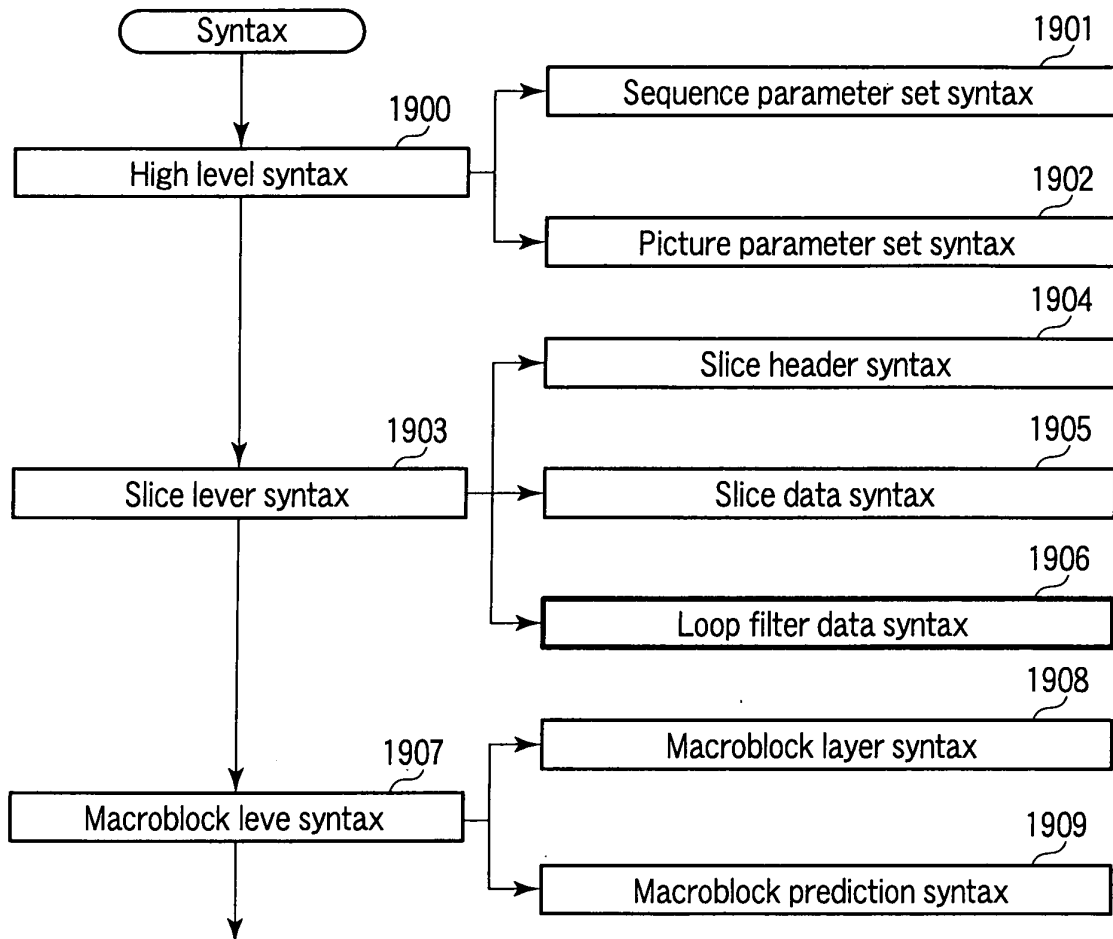 Syntax
1900
High level syntax
1901
Sequence parameter set syntax
1902
Picture parameter set syntax
1903
Slice lever syntax
1904
Slice header syntax
1905
Slice data syntax
1906
Loop filter data syntax
1907
Macroblock leve syntax
1908
Macroblock layer syntax
1909
Macroblock prediction syntax